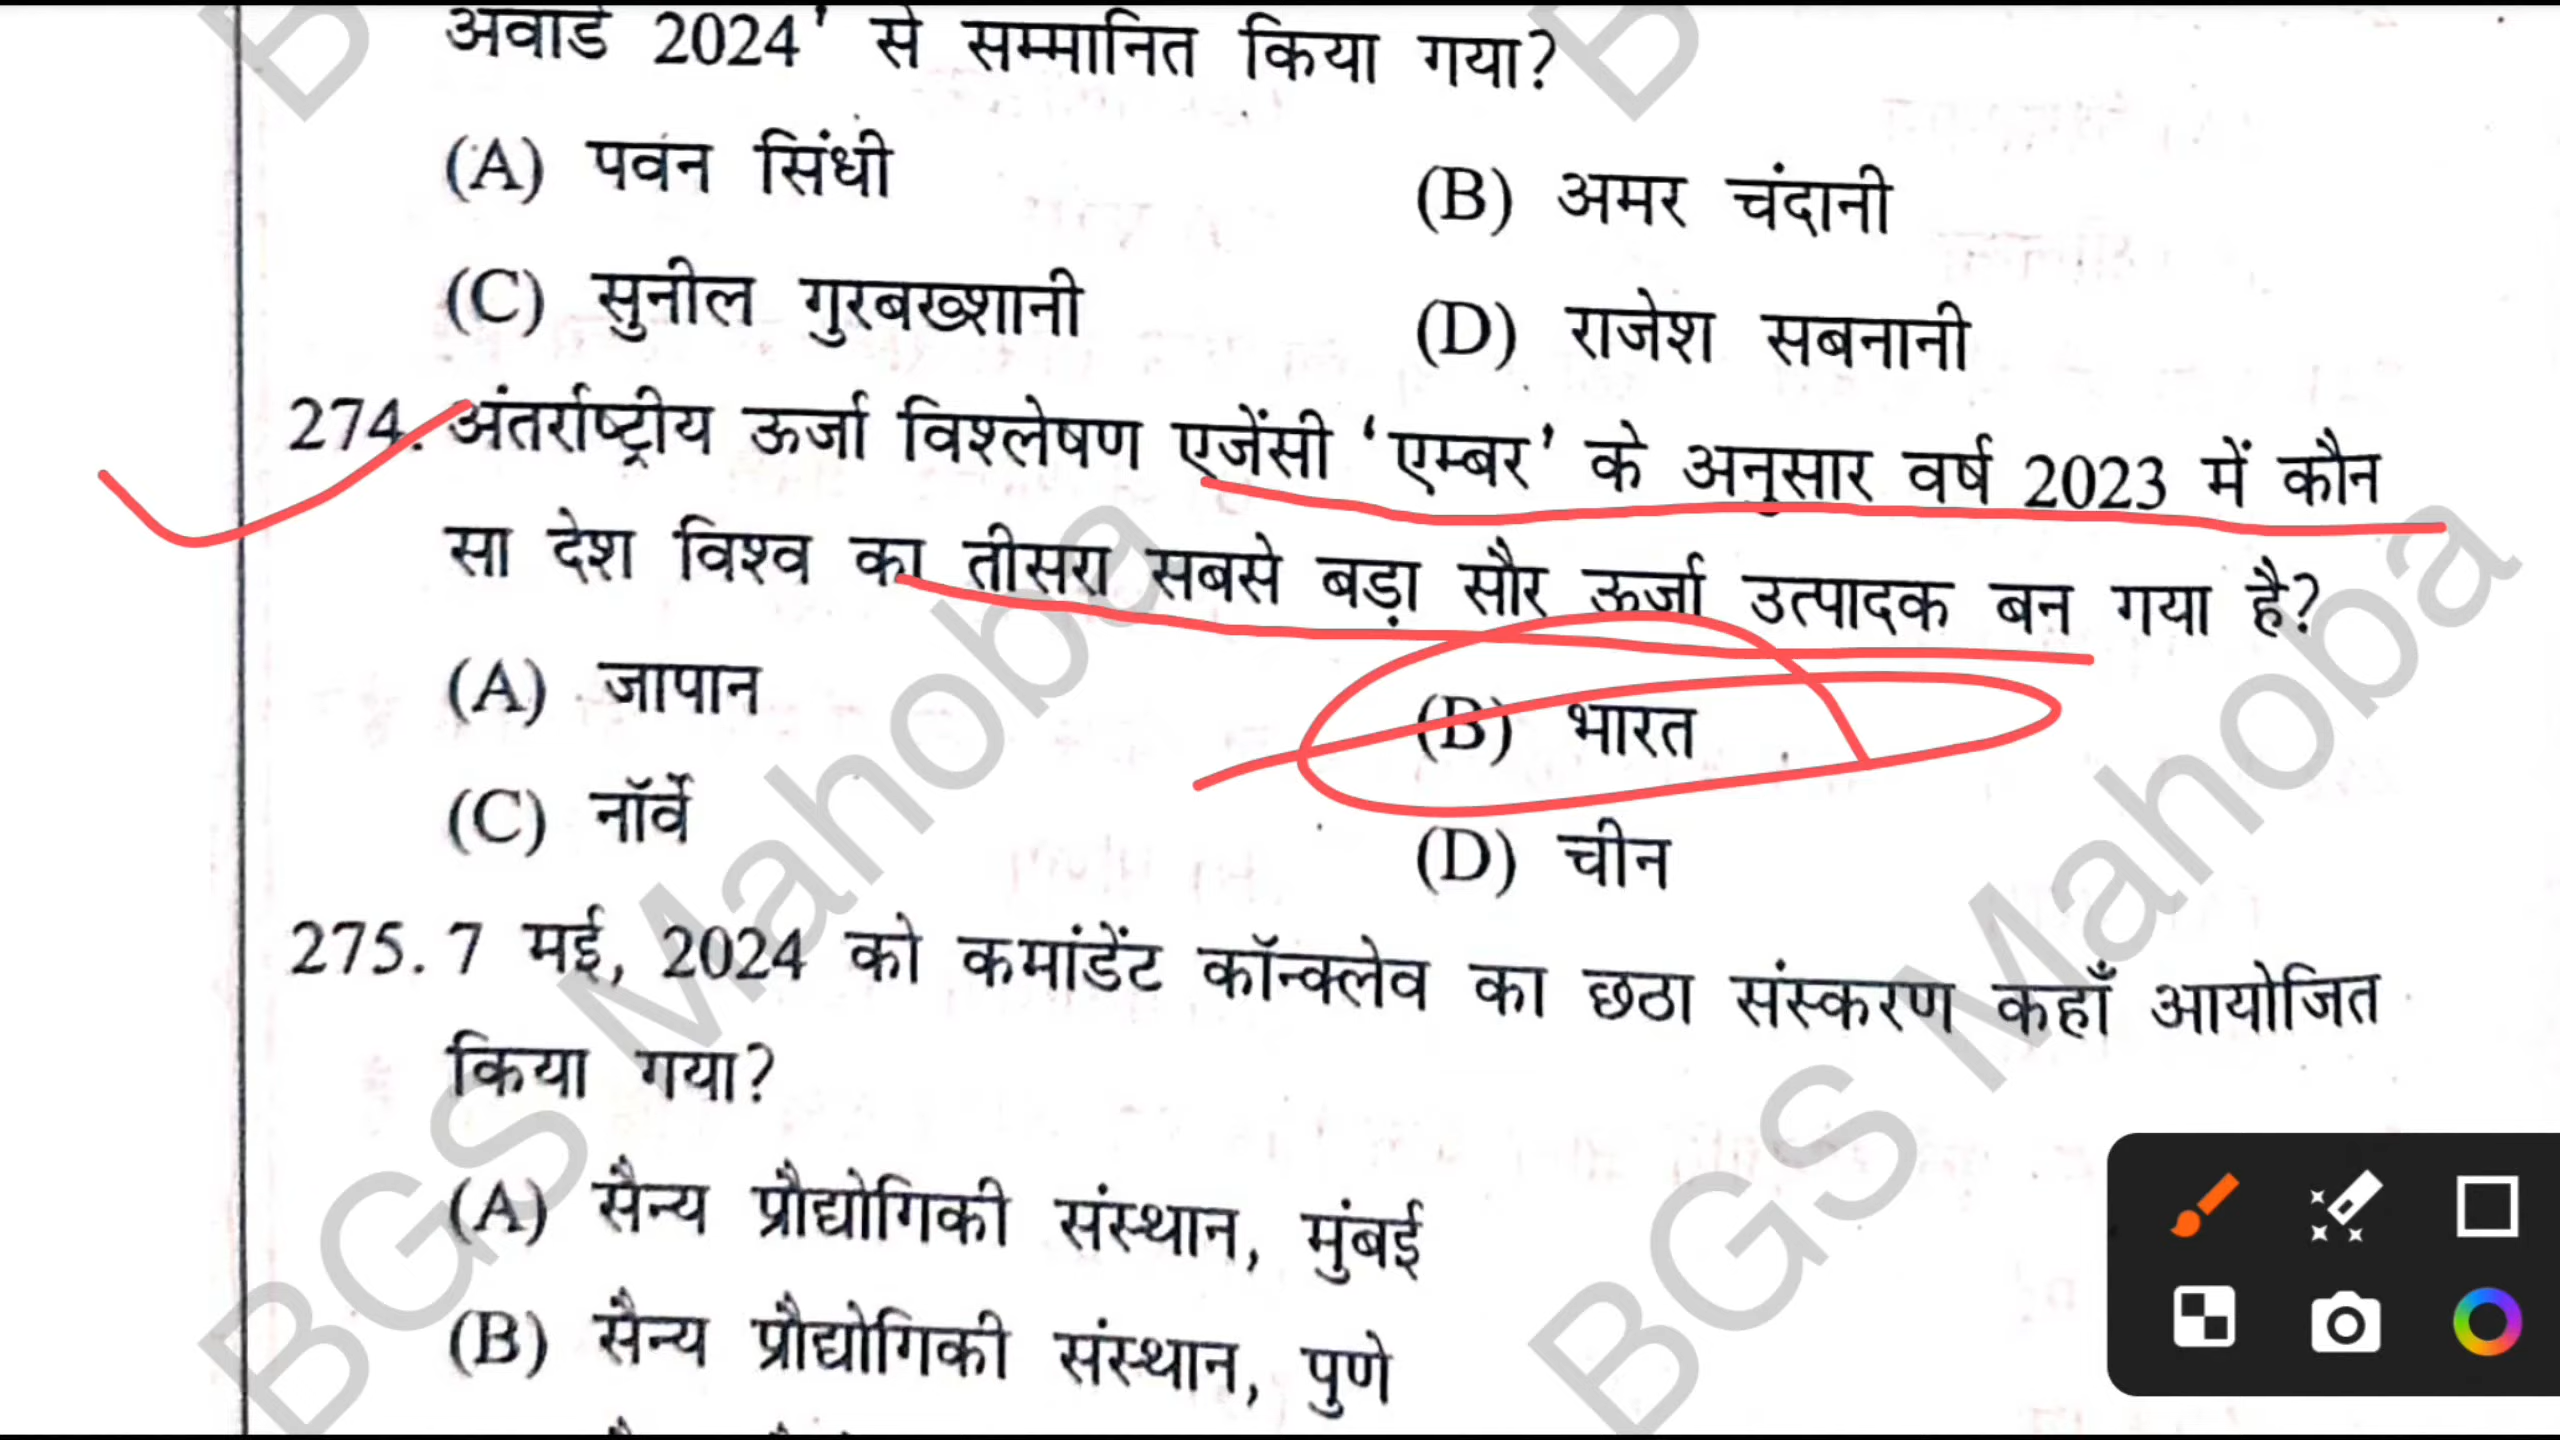 अवार्ड 2024' से सम्मानित किया गया?
(A) पवन सिंधी (B) अमर चंदानी
(C) सुनील गुरबख्शानी (D) राजेश सबनानी
274. अंतर्राष्ट्रीय ऊर्जा विश्लेषण एजेंसी 'एम्बर' के अनुसार वर्ष 2023 में कौन
सा देश विश्व का तीसरा सबसे बड़ा सौर ऊर्जा उत्पादक बन गया है?
(A) जापान (B) भारत
(C) नॉर्वे (D) चीन
275. 7 मई, 2024 को कमांडेंट कॉन्क्लेव का छठा संस्करण कहाँ आयोजित
किया गया?
(A) सैन्य प्रौद्योगिकी संस्थान, मुंबई
(B) सैन्य प्रौद्योगिकी संस्थान, पुणे
BGS Mahoba
BGS Mahoba